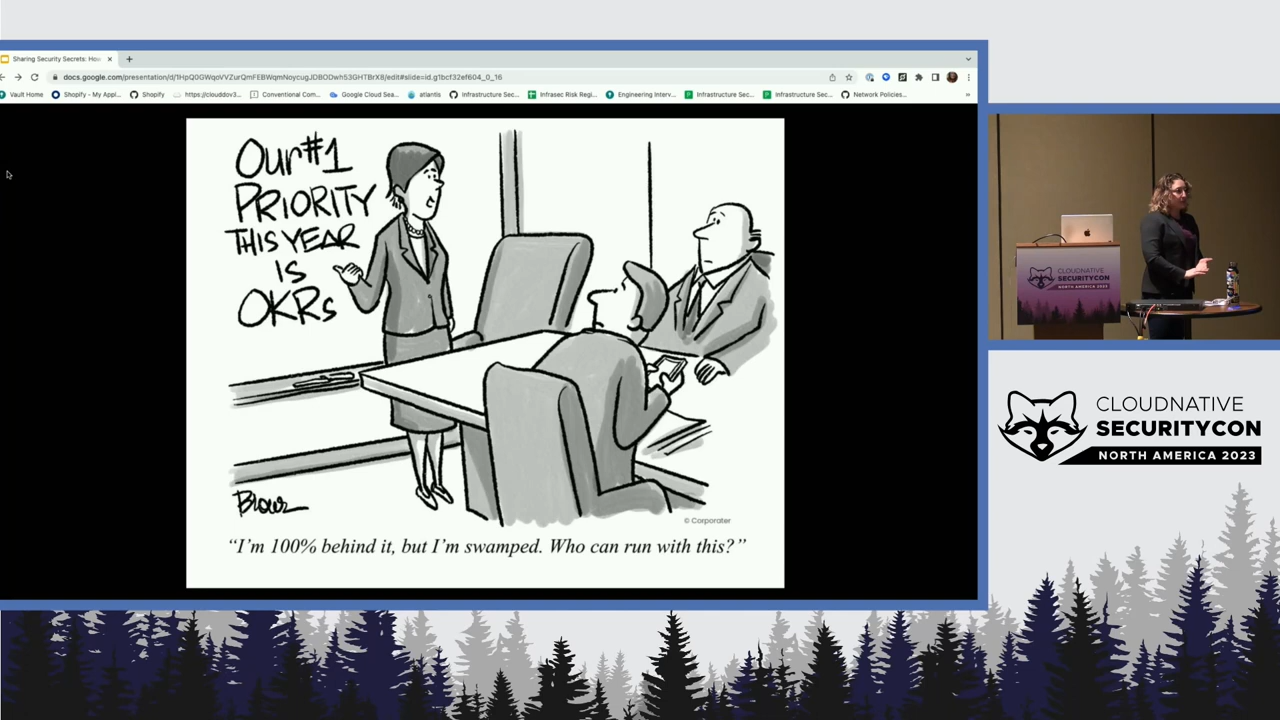 Sharing Security Secrets: How
docs.google.com/presentation/d/1HpQ0GWqoVVZurQmFEBWqmNoycugJDBODwh53GHTBrX8/edit#slide=id.g1bcf32ef604_0_16
Vault Home
Shopify - My Appl...
Shopify
https://clouddov3...
Conventional Com...
Google Cloud Sea...
atlantis
Infrastructure Sec...
Infrasec Risk Regi...
Engineering Interv...
Infrastructure Sec...
Infrastructure Sec...
Network Policies...
Our #1
PRIORITY
THIS YEAR
IS
OKRs
© Corporater
“I’m 100% behind it, but I’m swamped. Who can run with this?”
CLOUDNATIVE
SECURITYCON
NORTH AMERICA 2023
CLOUDNATIVE
SECURITYCON
NORTH AMERICA 2023